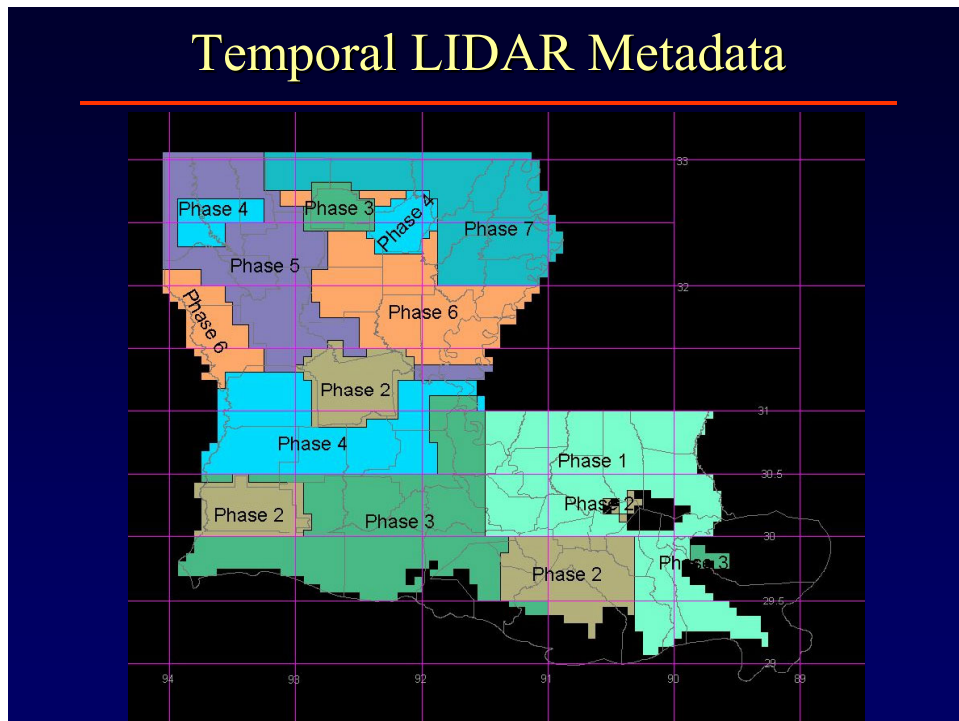 Temporal LIDAR Metadata
33
Phase 4
Phase 3
Phase 4
Phase 7
Phase 5
32
Phase 6
Phase 6
Phase 2
31
Phase 4
Phase 1
30.5
Phase 2
Phase 2
Phase 3
30
Phase 3
Phase 2
29.5
29
94
93
92
91
90
89